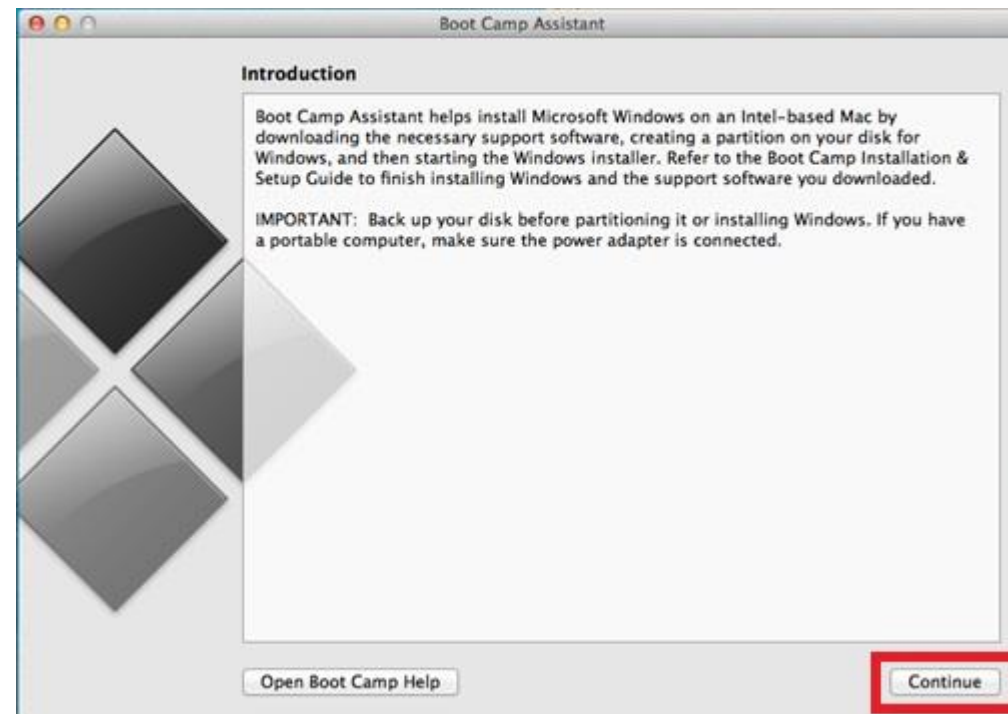 Boot Camp Assistant
Introduction
Boot Camp Assistant helps install Microsoft Windows on an Intel-based Mac by
downloading the necessary support software, creating a partition on your disk for
Windows, and then starting the Windows installer. Refer to the Boot Camp Installation &
Setup Guide to finish installing Windows and the support software you downloaded.
IMPORTANT: Back up your disk before partitioning it or installing Windows. If you have
a portable computer, make sure the power adapter is connected.
Open Boot Camp Help
Continue